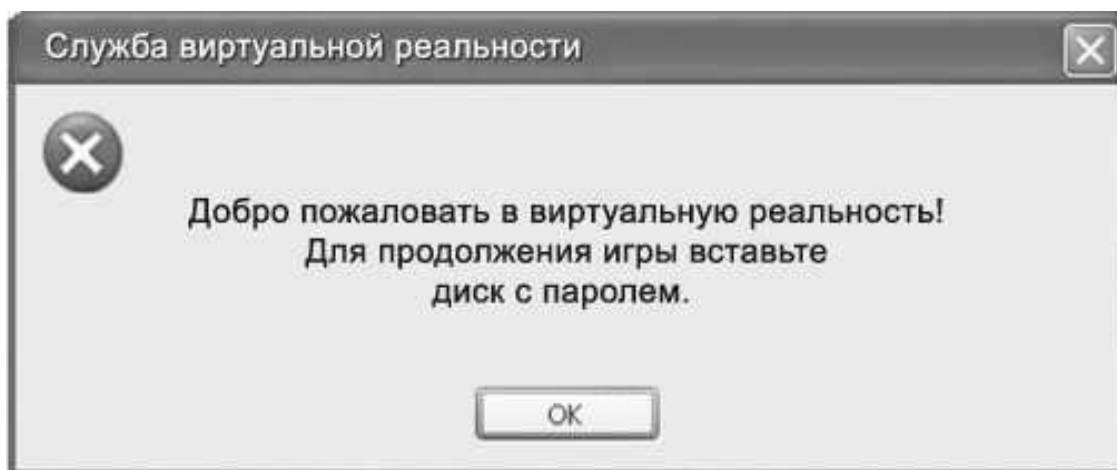 Служба виртуальной реальности
Добро пожаловать в виртуальную реальность!
Для продолжения игры вставьте
диск с паролем.
OK